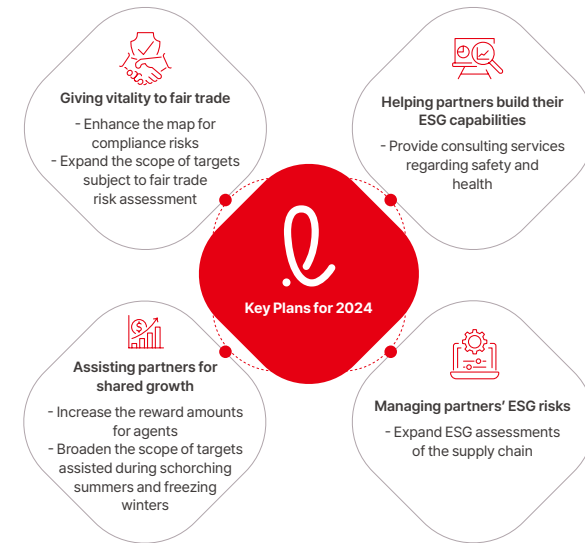 Giving vitality to fair trade
- Enhance the map for
compliance risks
- Expand the scope of targets
subject to fair trade
risk assessment
Helping partners build their
ESG capabilities
- Provide consulting services
regarding safety and
health
Key Plans for 2024
Assisting partners for
shared growth
- Increase the reward amounts
for agents
- Broaden the scope of targets
assisted during schorching
summers and freezing
winters
Managing partners’ ESG risks
- Expand ESG assessments
of the supply chain